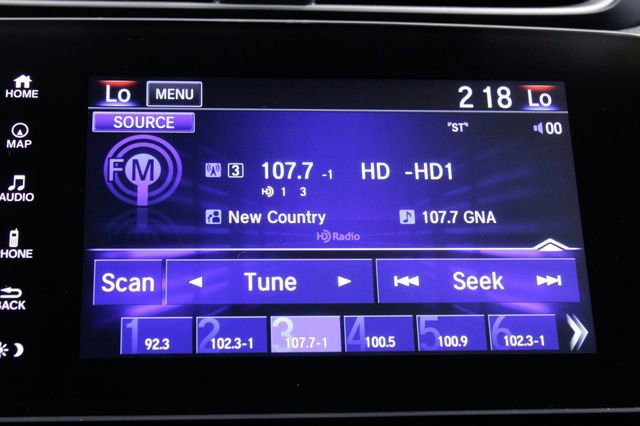 HOME
MAP
AUDIO
PHONE
BACK
Lo MENU 2 18 Lo
SOURCE "ST" 00
FM 3 107.7 -1 HD -HD1
HD 1 3
New Country 107.7 GNA
HD Radio
Scan Tune Seek
1 92.3 2 102.3-1 3 107.7-1 4 100.5 5 100.9 6 102.3-1